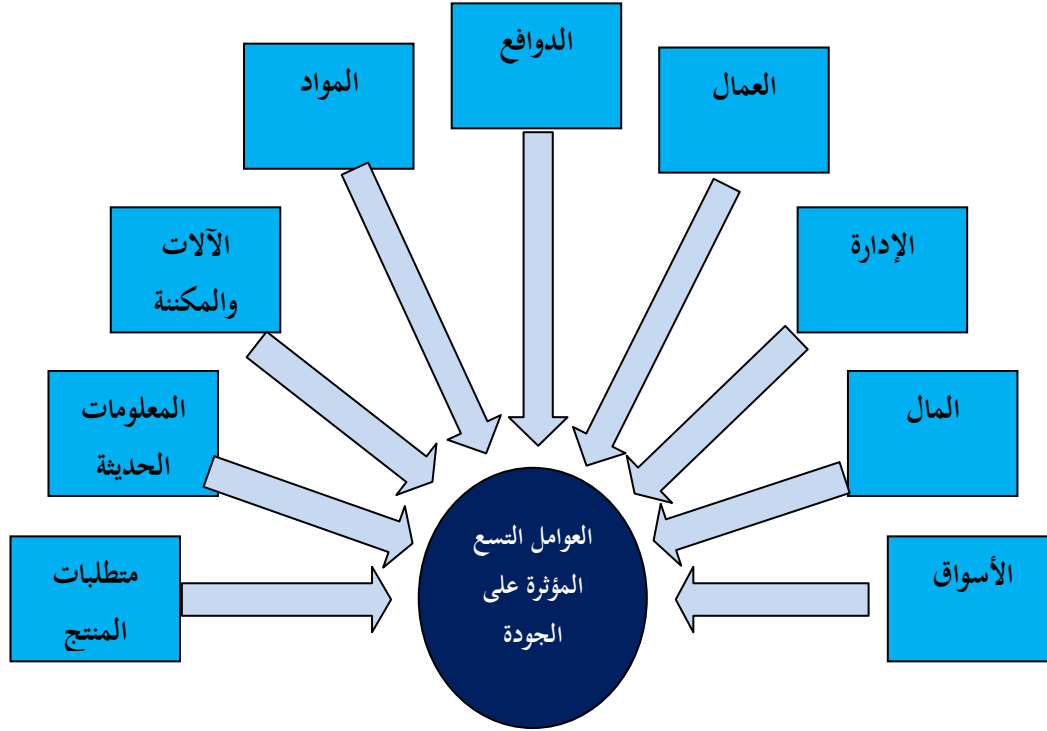 الدوافع
العمال
المواد
الإدارة
الآلات
والمكننة
المال
المعلومات
الحديثة
العوامل التسع
المؤثرة على
الجودة
الأسواق
متطلبات
المنتج